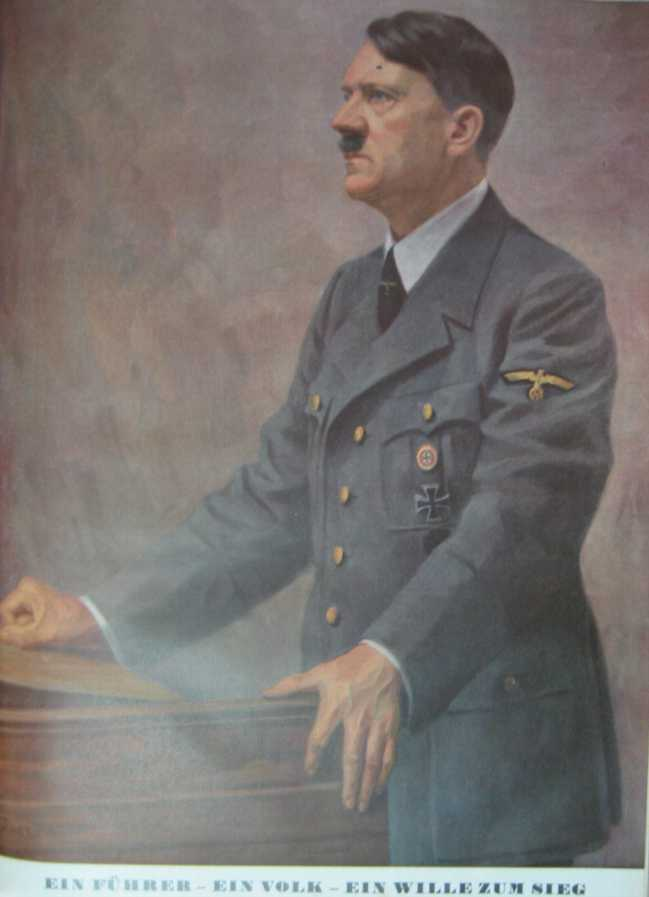 EIN FÜHRER – EIN VOLK – EIN WILLE ZUM SIEG